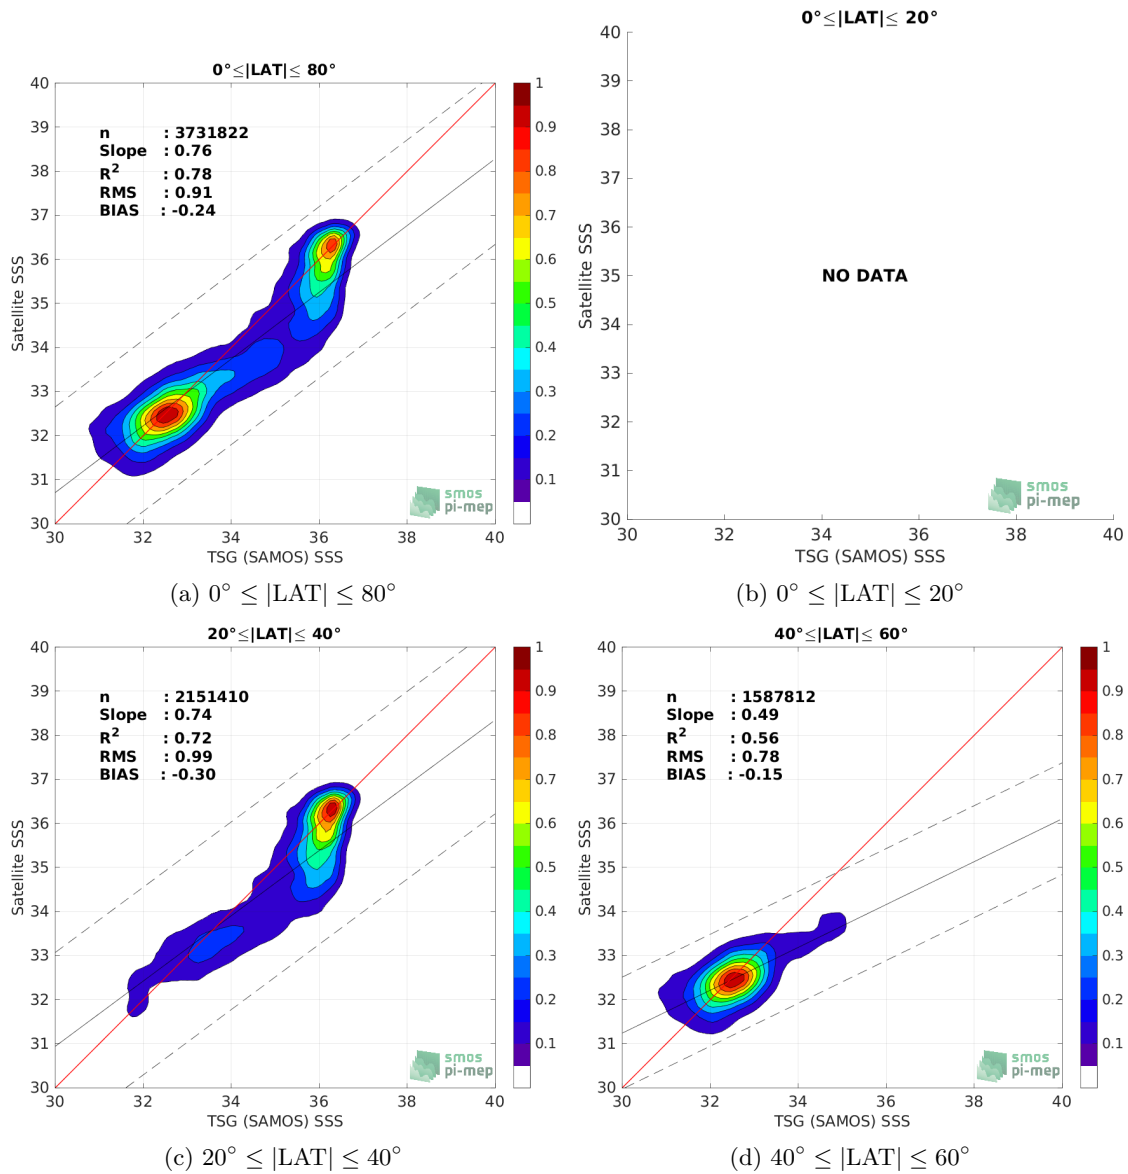 0°≤|LAT|≤ 80°
n : 3731822
Slope : 0.76
R² : 0.78
RMS : 0.91
BIAS : -0.24
40
39
38
37
36
35
34
33
32
31
30
Satellite SSS
30 32 34 36 38 40
TSG (SAMOS) SSS
1
0.9
0.8
0.7
0.6
0.5
0.4
0.3
0.2
0.1
smos
pi-mep
(a) 0° ≤ |LAT| ≤ 80°
0°≤|LAT|≤ 20°
40
39
38
37
36
35
34
33
32
31
30
Satellite SSS
NO DATA
30 32 34 36 38 40
TSG (SAMOS) SSS
smos
pi-mep
(b) 0° ≤ |LAT| ≤ 20°
20°≤|LAT|≤ 40°
n : 2151410
Slope : 0.74
R² : 0.72
RMS : 0.99
BIAS : -0.30
40
39
38
37
36
35
34
33
32
31
30
Satellite SSS
30 32 34 36 38 40
TSG (SAMOS) SSS
1
0.9
0.8
0.7
0.6
0.5
0.4
0.3
0.2
0.1
smos
pi-mep
(c) 20° ≤ |LAT| ≤ 40°
40°≤|LAT|≤ 60°
n : 1587812
Slope : 0.49
R² : 0.56
RMS : 0.78
BIAS : -0.15
40
39
38
37
36
35
34
33
32
31
30
Satellite SSS
30 32 34 36 38 40
TSG (SAMOS) SSS
1
0.9
0.8
0.7
0.6
0.5
0.4
0.3
0.2
0.1
smos
pi-mep
(d) 40° ≤ |LAT| ≤ 60°